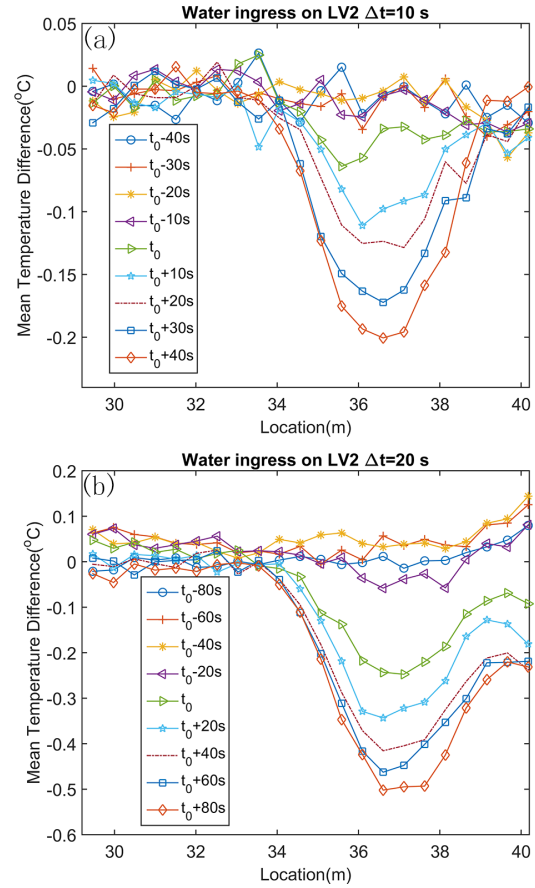 Water ingress on LV2 Δt=10 s
(a)
0.05
0
-0.05
-0.1
-0.15
-0.2
Mean Temperature Difference(°C)
t0-40s
t0-30s
t0-20s
t0-10s
t0
t0+10s
t0+20s
t0+30s
t0+40s
30 32 34 36 38 40
Location(m)
Water ingress on LV2 Δt=20 s
(b)
0.2
0.1
0
-0.1
-0.2
-0.3
-0.4
-0.5
-0.6
Mean Temperature Difference(°C)
t0-80s
t0-60s
t0-40s
t0-20s
t0
t0+20s
t0+40s
t0+60s
t0+80s
30 32 34 36 38 40
Location(m)